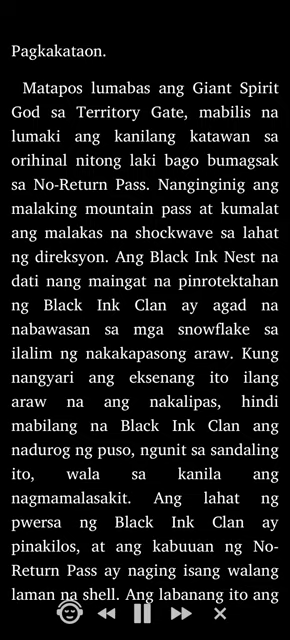 Pagkakataon.
Matapos lumabas ang Giant Spirit
God sa Territory Gate, mabilis na
lumaki ang kanilang katawan sa
orihinal nitong laki bago bumagsak
sa No-Return Pass. Nanginginig ang
malaking mountain pass at kumalat
ang malakas na shockwave sa lahat
ng direksyon. Ang Black Ink Nest na
dati nang maingat na pinrotektahan
ng Black Ink Clan ay agad na
nabawasan sa mga snowflake sa
ilalim ng nakakapasong araw. Kung
nangyari ang eksenang ito ilang
araw na ang nakalipas, hindi
mabilang na Black Ink Clan ang
nadurog ng puso, ngunit sa sandaling
ito, wala sa kanila ang
nagmamalasakit. Ang lahat ng
pwersa ng Black Ink Clan ay
pinakilos, at ang kabuuan ng No-
Return Pass ay naging isang walang
laman na shell. Ang labanang ito ang